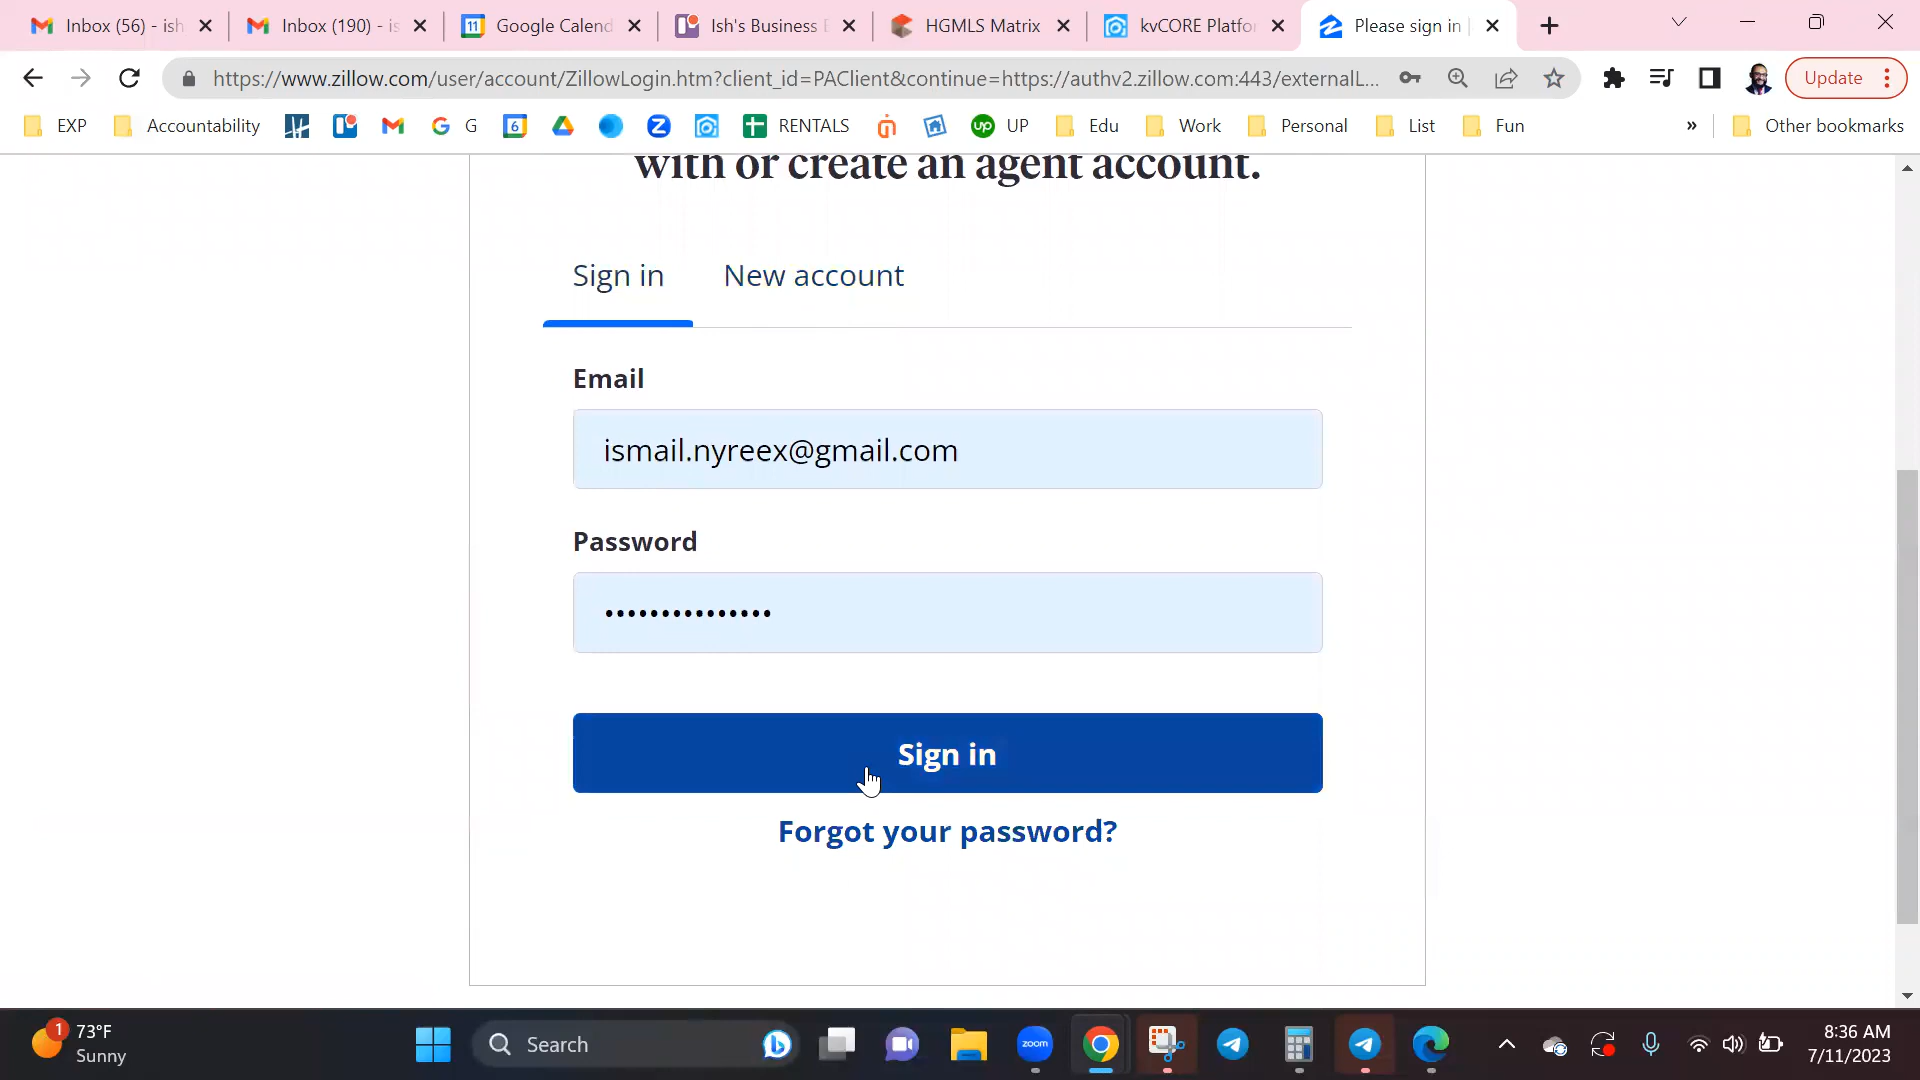 Inbox (56) - ish
Inbox (190) - is
Google Calend
Ish's Business
HGMLS Matrix
kvCORE Platfo
Please sign in |
https://www.zillow.com/user/account/ZillowLogin.htm?client_id=PAClient&continue=https://authv2.zillow.com:443/externalL...
Update
EXP
Accountability
G
RENTALS
UP
Edu
Work
Personal
List
Fun
»
Other bookmarks
with or create an agent account.
Sign in
New account
Email
ismail.nyreex@gmail.com
Password
•••••••••••••••
Sign in
Forgot your password?
1
73°F
Sunny
Search
zoom
8:36 AM
7/11/2023